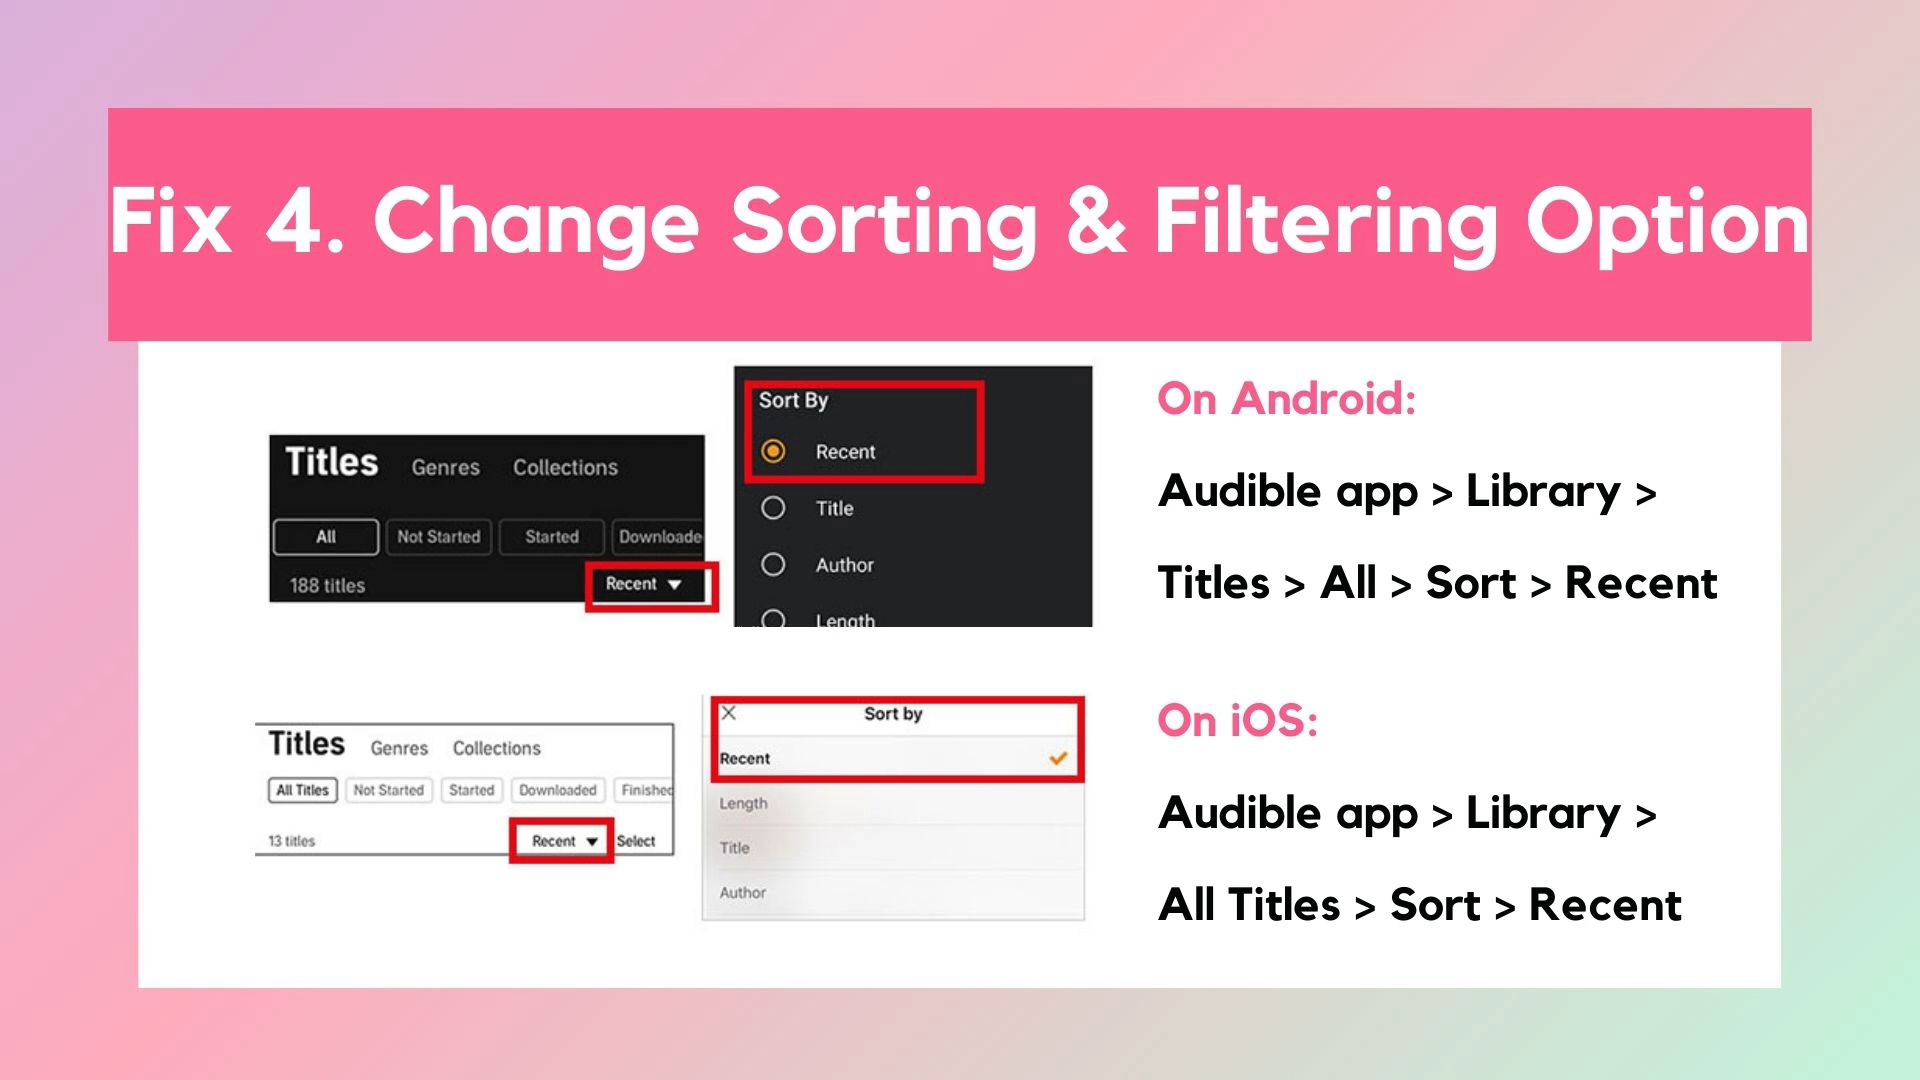 Fix 4. Change Sorting & Filtering Option
Titles Genres Collections
All Not Started Started Downloade
188 titles Recent
Sort By
Recent
Title
Author
Length
On Android:
Audible app > Library >
Titles > All > Sort > Recent
Titles Genres Collections
All Titles Not Started Started Downloaded Finished
13 titles Recent Select
Sort by
Recent
Length
Title
Author
On iOS:
Audible app > Library >
All Titles > Sort > Recent